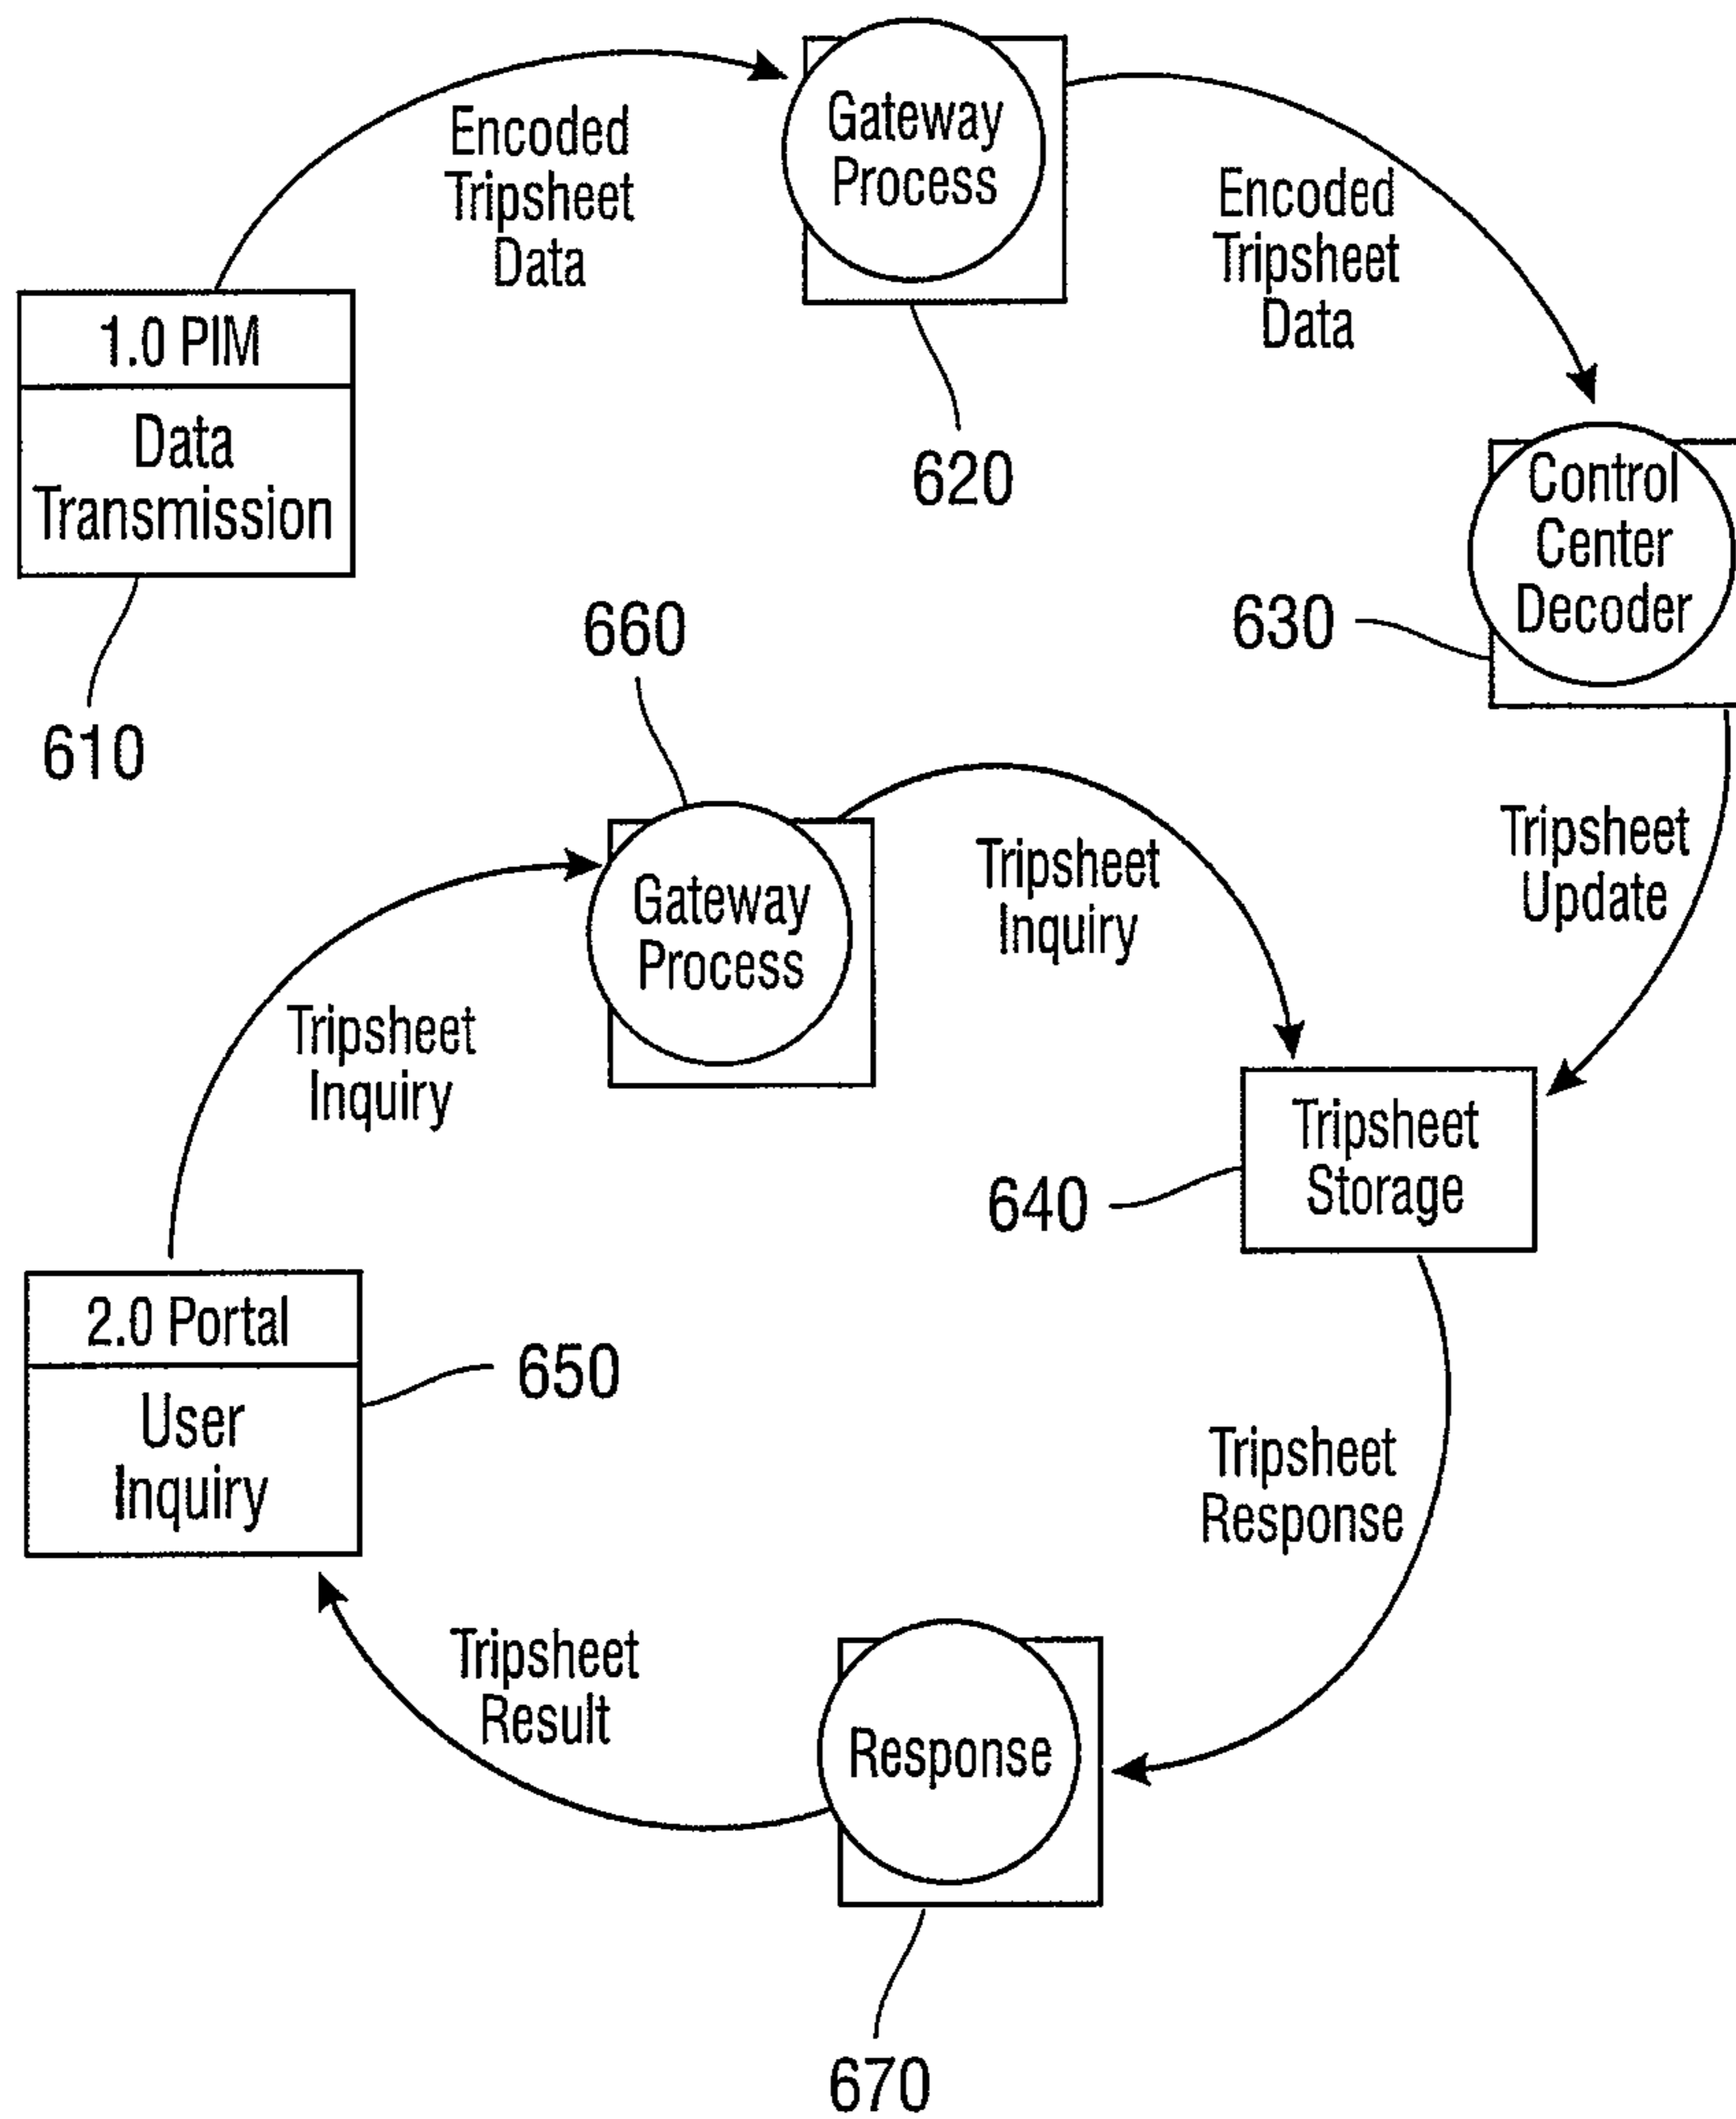 Gateway
Process
Encoded
Tripsheet
Data
Encoded
Tripsheet
Data
1.0 PIM
Data
Transmission
620
Control
Center
Decoder
660
630
610
Tripsheet
Update
Tripsheet
Inquiry
Gateway
Process
Tripsheet
Inquiry
Tripsheet
Storage
640
2.0 Portal
User
Inquiry
650
Tripsheet
Response
Tripsheet
Result
Response
670